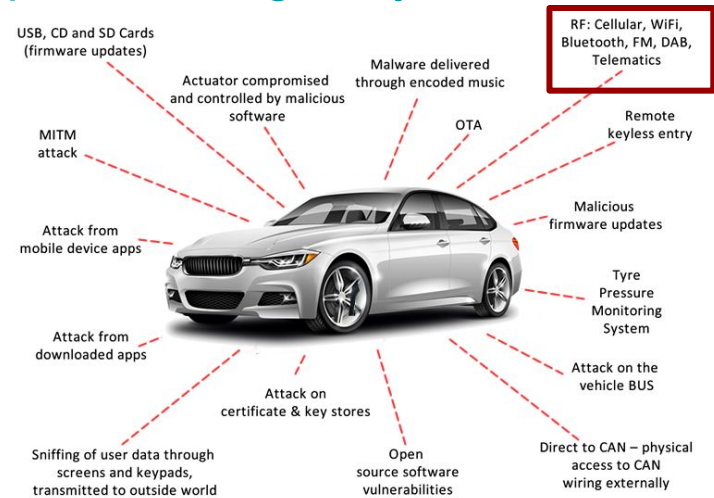 USB, CD and SD Cards
(firmware updates)
Actuator compromised
and controlled by malicious
software
Malware delivered
through encoded music
RF: Cellular, WiFi,
Bluetooth, FM, DAB,
Telematics
OTA
Remote
keyless entry
MITM
attack
Malicious
firmware updates
Attack from
mobile device apps
Tyre
Pressure
Monitoring
System
Attack from
downloaded apps
Attack on the
vehicle BUS
Attack on
certificate & key stores
Sniffing of user data through
screens and keypads,
transmitted to outside world
Open
source software
vulnerabilities
Direct to CAN – physical
access to CAN
wiring externally